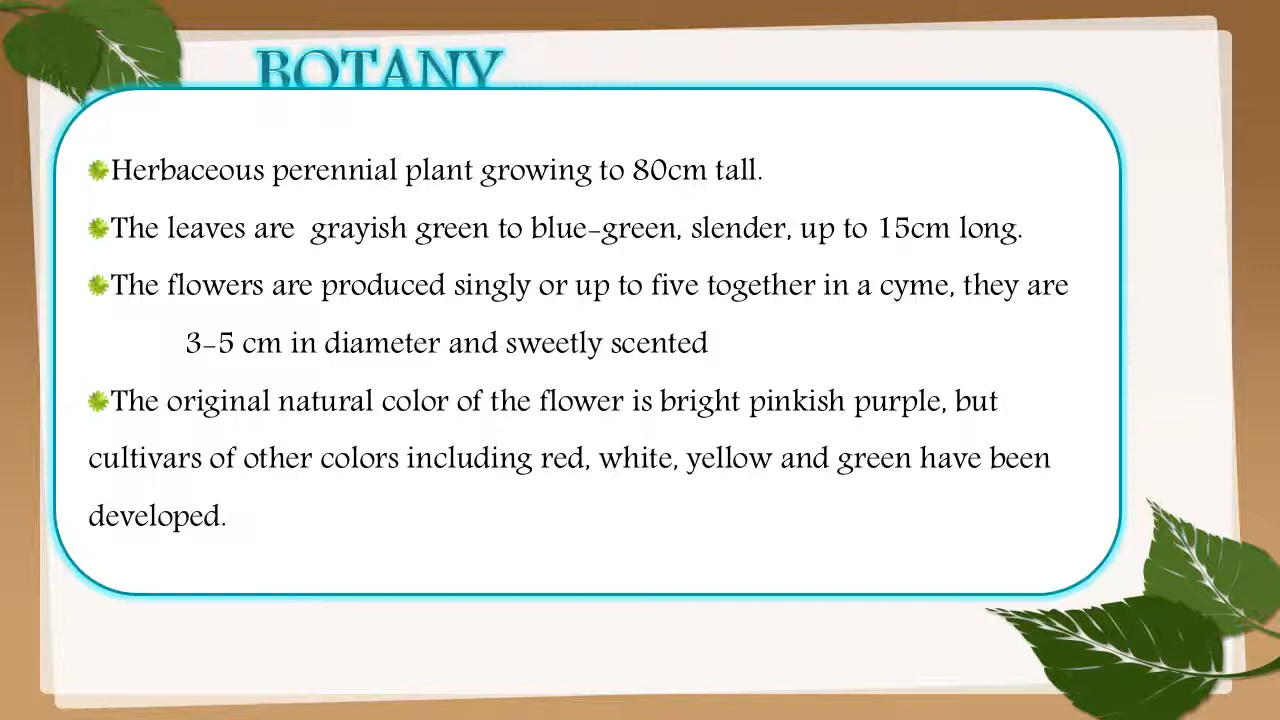 BOTANY
Herbaceous perennial plant growing to 80cm tall.
The leaves are  grayish green to blue-green, slender, up to 15cm long.
The flowers are produced singly or up to five together in a cyme, they are
3-5 cm in diameter and sweetly scented
The original natural color of the flower is bright pinkish purple, but
cultivars of other colors including red, white, yellow and green have been
developed.